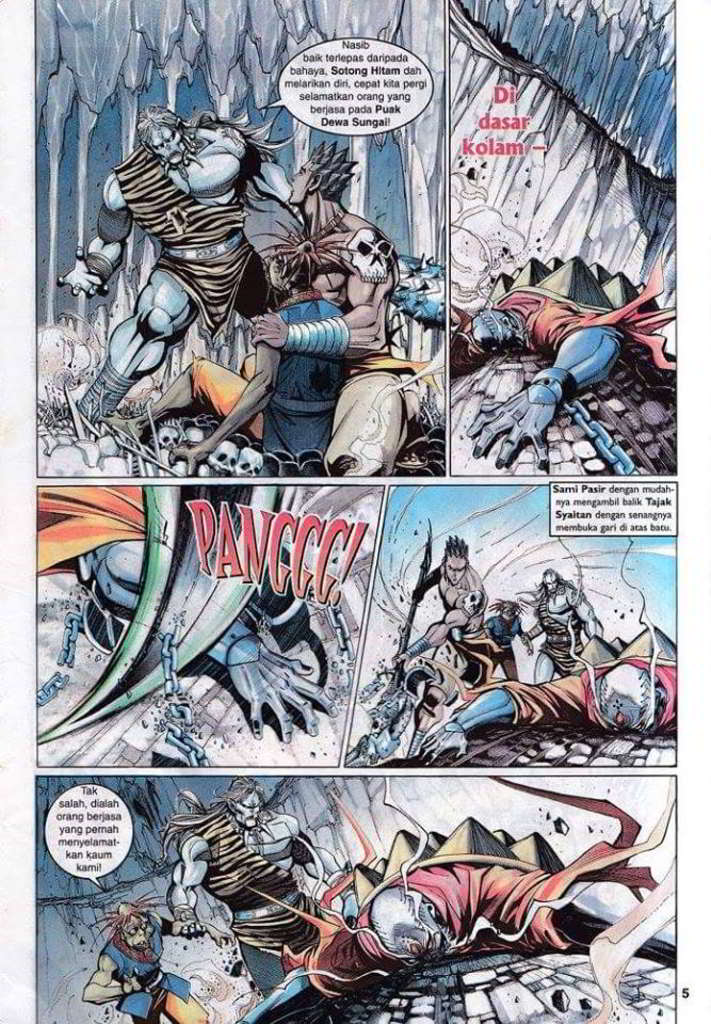 Nasib
baik terlepas daripada
bahaya, Sotong Hitam dah
melarikan diri, cepat kita pergi
selamatkan orang yang
berjasa pada Puak
Dewa Sungai!
Di
dasar
kolam –
PANGGG!
Sami Pasir dengan mudah-
nya mengambil balik Tajak
Syaitan dengan senangnya
membuka gari di atas batu.
Tak
salah, dialah
orang berjasa
yang pernah
menyelamat-
kan kaum
kami!
5